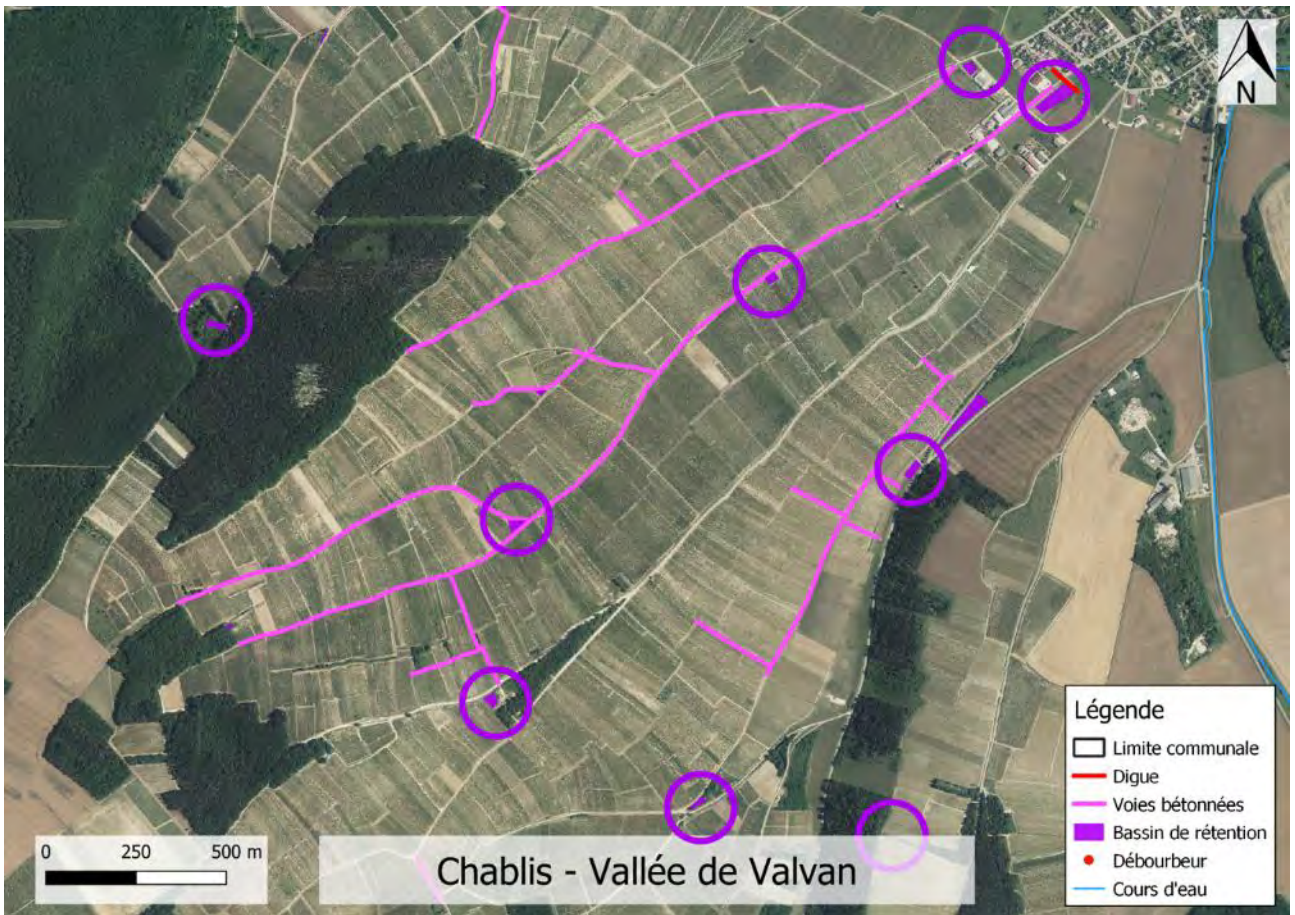 N
Légende
Limite communale
Digue
Voies bétonnées
Bassin de rétention
Débourbeur
Cours d'eau
0 250 500 m
Chablis - Vallée de Valvan